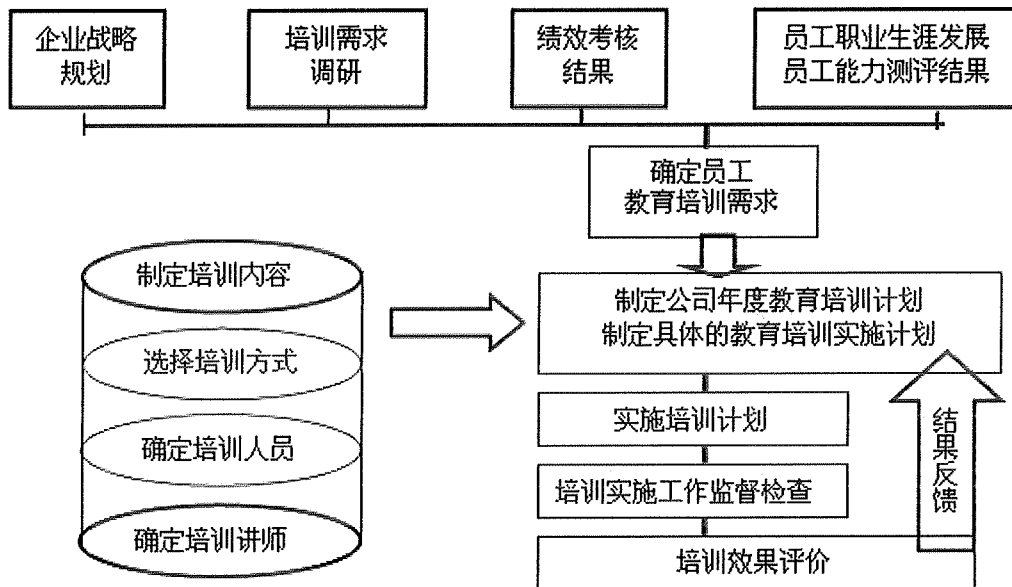 企业战略
规划
培训需求
调研
绩效考核
结果
员工职业生涯发展
员工能力测评结果
确定员工
教育培训需求
制定培训内容
选择培训方式
确定培训人员
确定培训讲师
制定公司年度教育培训计划
制定具体的教育培训实施计划
实施培训计划
培训实施工作监督检查
培训效果评价
结果反馈